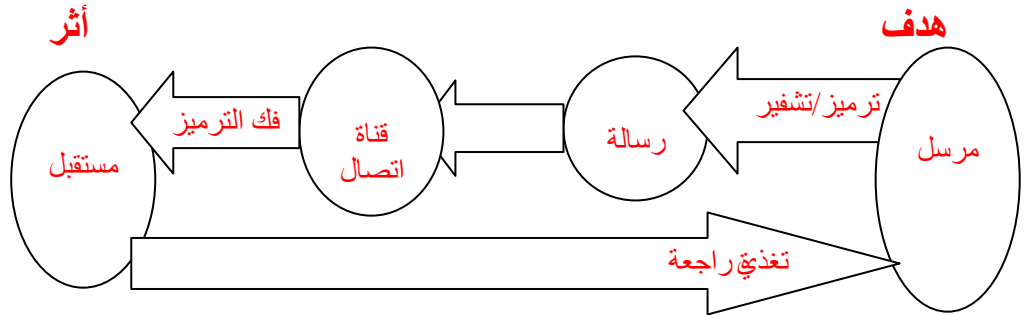 هدف
أثر
ترميز/تشفير
مرسل
رسالة
قناة
اتصال
فك الترميز
مستقبل
تغذية راجعة